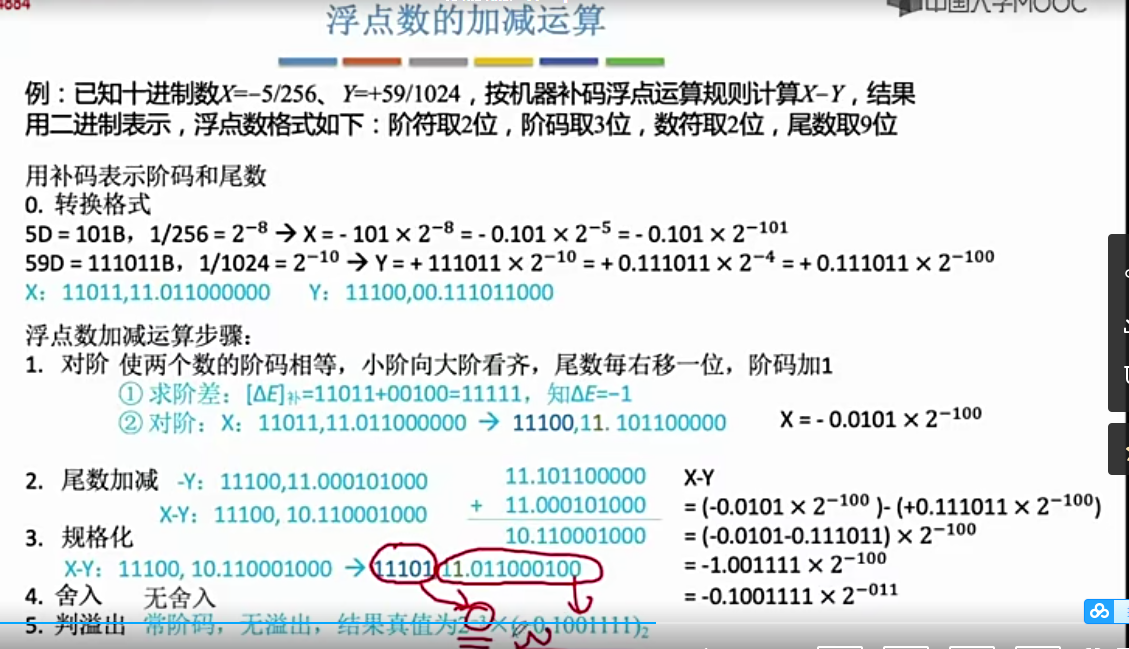 4884
中国大学MOOC
浮点数的加减运算
例：已知十进制数X=−5/256、Y=+59/1024，按机器补码浮点运算规则计算X−Y，结果
用二进制表示，浮点数格式如下：阶符取2位，阶码取3位，数符取2位，尾数取9位
用补码表示阶码和尾数
0. 转换格式
5D = 101B，1/256 = 2⁻⁸ → X = - 101 × 2⁻⁸ = - 0.101 × 2⁻⁵ = - 0.101 × 2⁻¹⁰¹
59D = 111011B，1/1024 = 2⁻¹⁰ → Y = + 111011 × 2⁻¹⁰ = + 0.111011 × 2⁻⁴ = + 0.111011 × 2⁻¹⁰⁰
X：11011,11.011000000 Y：11100,00.111011000
浮点数加减运算步骤：
1. 对阶 使两个数的阶码相等，小阶向大阶看齐，尾数每右移一位，阶码加1
① 求阶差：[ΔE]补=11011+00100=11111，知ΔE=−1
② 对阶：X：11011,11.011000000 → 11100,11. 101100000 X = - 0.0101 × 2⁻¹⁰⁰
2. 尾数加减 -Y：11100,11.000101000 11.101100000 X-Y
X-Y：11100, 10.110001000 + 11.000101000 = (-0.0101 × 2⁻¹⁰⁰ )- (+0.111011 × 2⁻¹⁰⁰)
3. 规格化 10.110001000 = (-0.0101-0.111011) × 2⁻¹⁰⁰
X-Y：11100, 10.110001000 → 11101,11.011000100 = -1.001111 × 2⁻¹⁰⁰
4. 舍入 无舍入 = -0.1001111 × 2⁻⁰¹¹
5. 判溢出 常阶码，无溢出，结果真值为2⁻³×(-0.1001111)₂